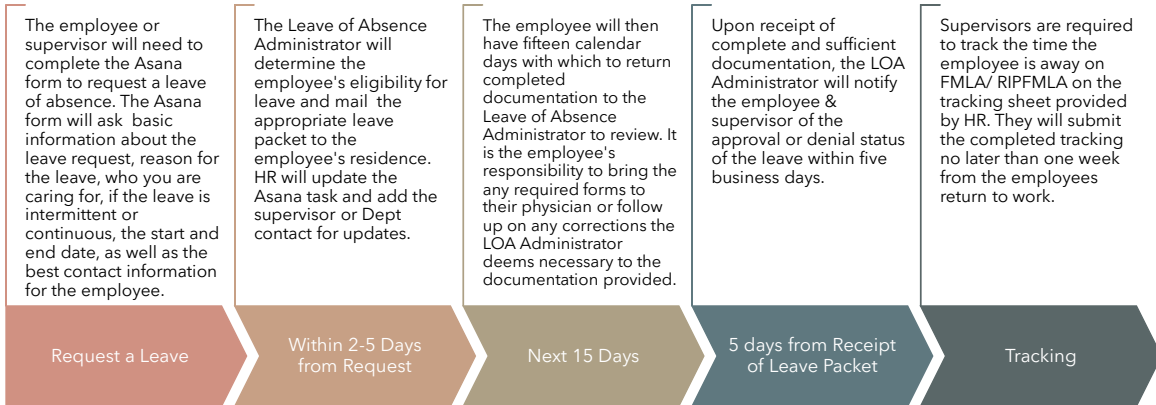 The employee or
supervisor will need to
complete the Asana
form to request a leave
of absence. The Asana
form will ask basic
information about the
leave request, reason for
the leave, who you are
caring for, if the leave is
intermittent or
continuous, the start and
end date, as well as the
best contact information
for the employee.
Request a Leave
The Leave of Absence
Administrator will
determine the
employee's eligibility for
leave and mail the
appropriate leave
packet to the
employee's residence.
HR will update the
Asana task and add the
supervisor or Dept
contact for updates.
Within 2-5 Days
from Request
The employee will then
have fifteen calendar
days with which to return
completed
documentation to the
Leave of Absence
Administrator to review. It
is the employee's
responsibility to bring the
any required forms to
their physician or follow
up on any corrections the
LOA Administrator
deems necessary to the
documentation provided.
Next 15 Days
Upon receipt of
complete and sufficient
documentation, the LOA
Administrator will notify
the employee &
supervisor of the
approval or denial status
of the leave within five
business days.
5 days from Receipt
of Leave Packet
Supervisors are required
to track the time the
employee is away on
FMLA/ RIPFMLA on the
tracking sheet provided
by HR. They will submit
the completed tracking
no later than one week
from the employees
return to work.
Tracking